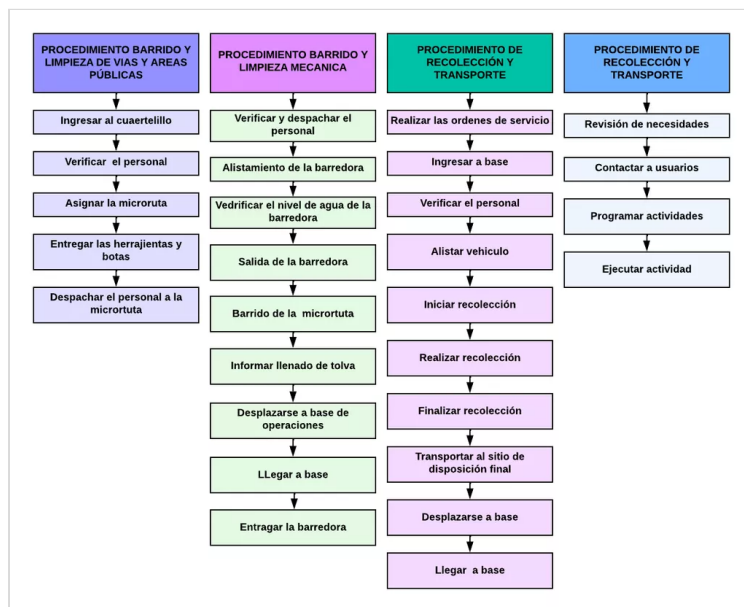 PROCEDIMIENTO BARRIDO Y
LIMPIEZA DE VIAS Y AREAS
PÚBLICAS
Ingresar al cuaertelillo
Verificar el personal
Asignar la microruta
Entregar las herrajientas y
botas
Despachar el personal a la
micrortuta
PROCEDIMIENTO BARRIDO Y
LIMPIEZA MECANICA
Verificar y despachar el
personal
Alistamiento de la barredora
Vedrificar el nivel de agua de la
barredora
Salida de la barredora
Barrido de la micrortuta
Informar llenado de tolva
Desplazarse a base de
operaciones
LLegar a base
Entragar la barredora
PROCEDIMIENTO DE
RECOLECCIÓN Y
TRANSPORTE
Realizar las ordenes de servicio
Ingresar a base
Verificar el personal
Alistar vehiculo
Iniciar recolección
Realizar recolección
Finalizar recolección
Transportar al sitio de
disposición final
Desplazarse a base
Llegar a base
PROCEDIMIENTO DE
RECOLECCIÓN Y
TRANSPORTE
Revisión de necesidades
Contactar a usuarios
Programar actividades
Ejecutar actividad